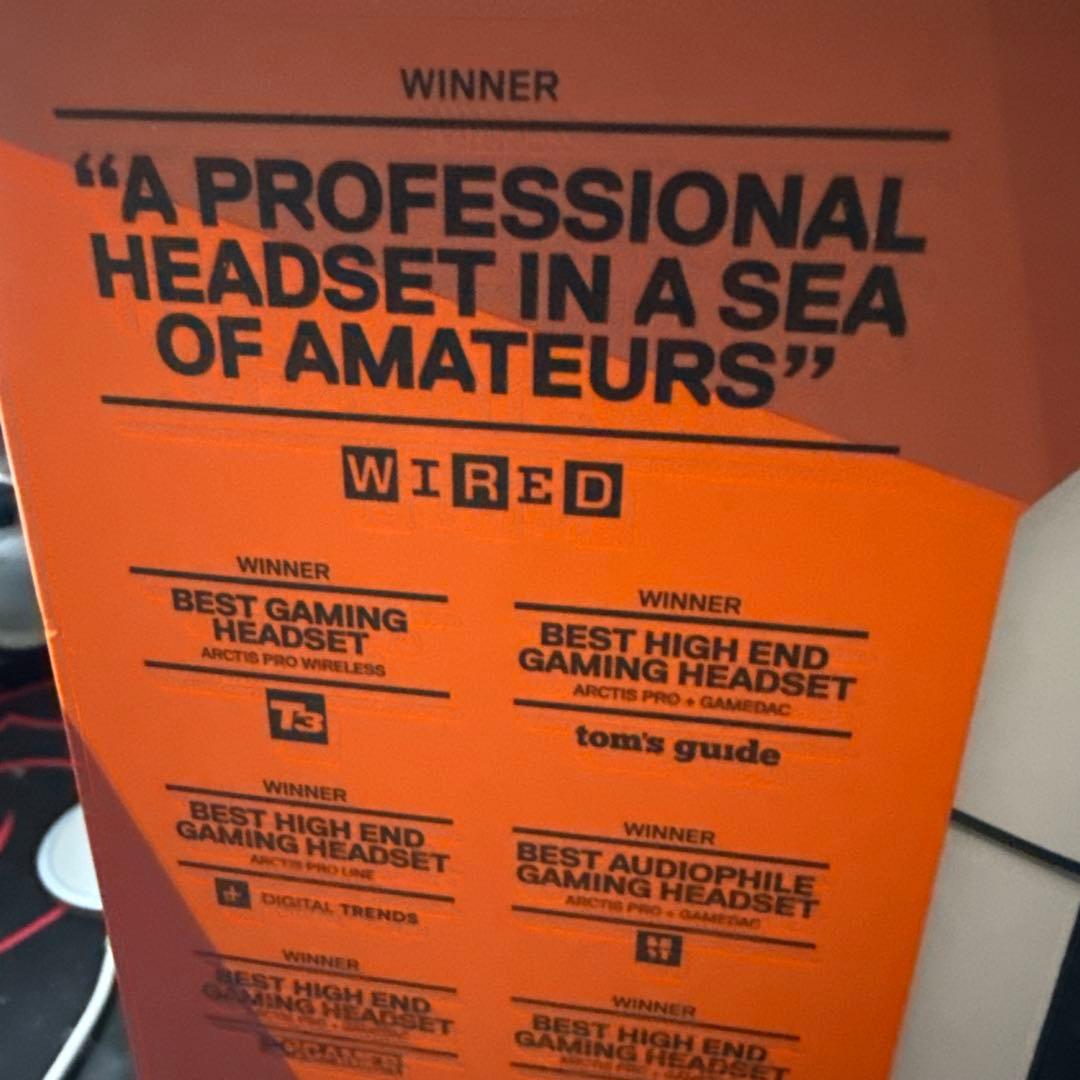 WINNER
“A PROFESSIONAL
HEADSET IN A SEA
OF AMATEURS”
WIRED
WINNER
BEST GAMING
HEADSET
ARCTIS PRO WIRELESS
T3
WINNER
BEST HIGH END
GAMING HEADSET
ARCTIS PRO + GAMEDAC
tom's guide
WINNER
BEST HIGH END
GAMING HEADSET
ARCTIS PRO LINE
DIGITAL TRENDS
WINNER
BEST AUDIOPHILE
GAMING HEADSET
ARCTIS PRO + GAMEDAC
WINNER
BEST HIGH END
GAMING HEADSET
PCGAMER
WINNER
BEST HIGH END
GAMING HEADSET